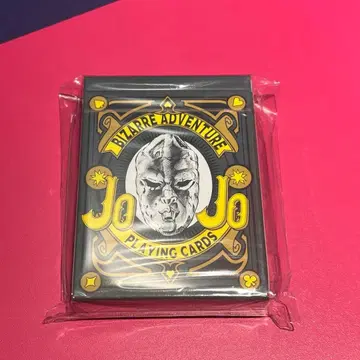 BIZARRE ADVENTURE
JoJo
PLAYING CARDS